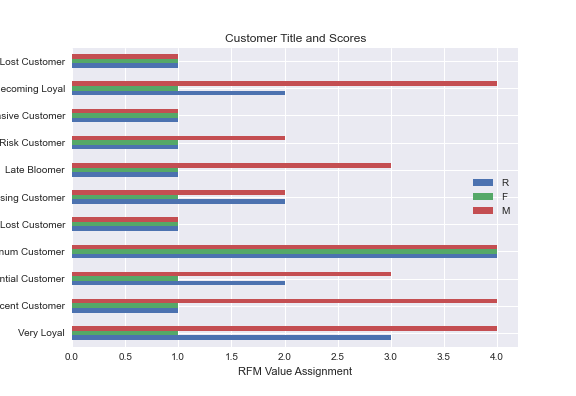 Customer Title and Scores
Lost Customer
ecoming Loyal
sive Customer
Risk Customer
Late Bloomer
sing Customer
Lost Customer
num Customer
ntial Customer
cent Customer
Very Loyal
R
F
M
0.0 0.5 1.0 1.5 2.0 2.5 3.0 3.5 4.0
RFM Value Assignment